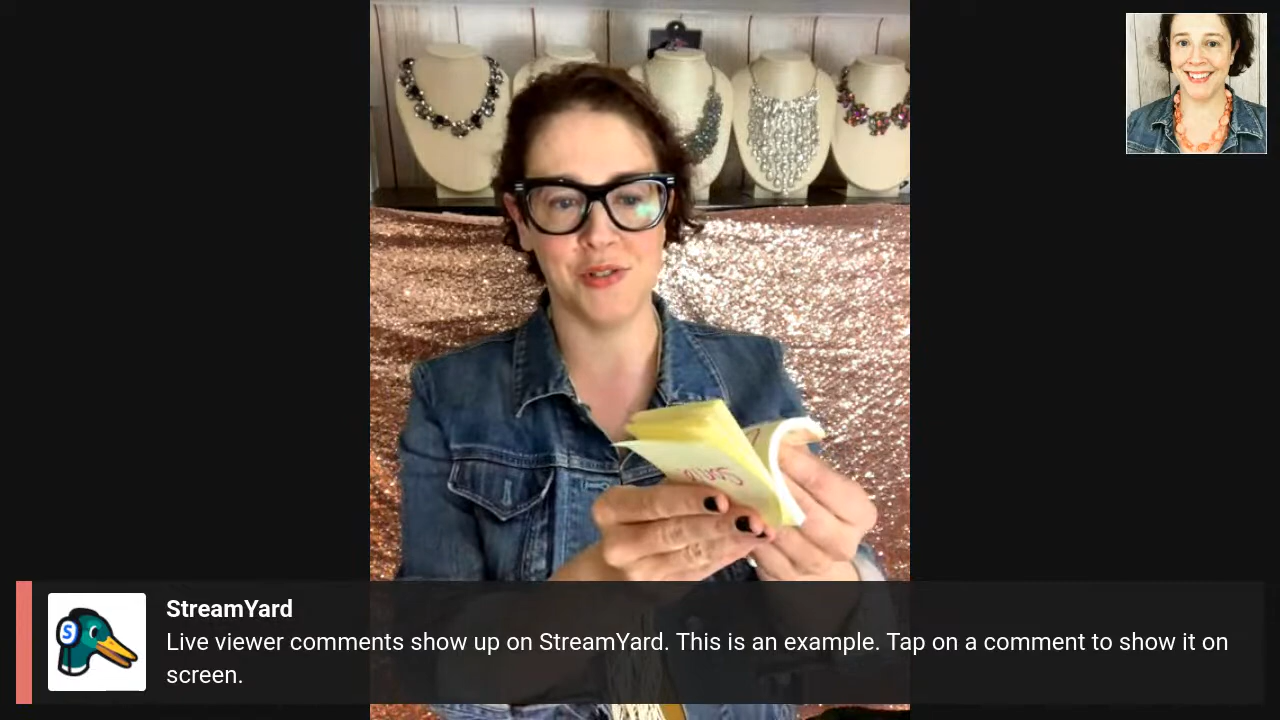 StreamYard
Live viewer comments show up on StreamYard. This is an example. Tap on a comment to show it on
screen.
S